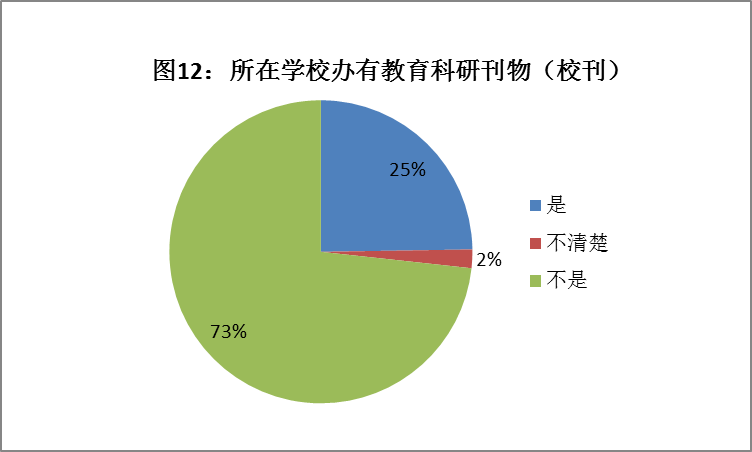 图12：所在学校办有教育科研刊物（校刊）
25%
是
不清楚
2%
不是
73%